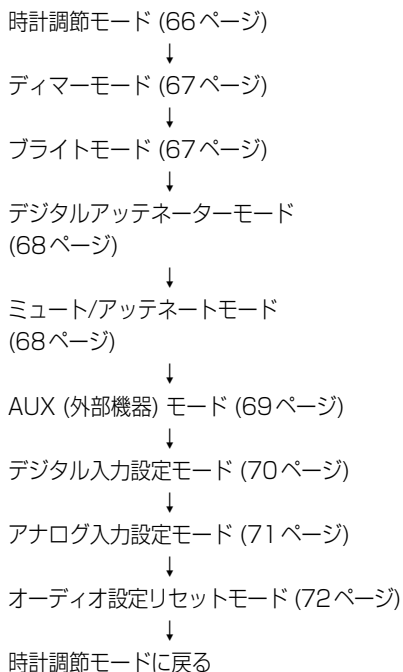 時計調節モード (66ページ)
↓
ディマーモード (67ページ)
↓
ブライトモード (67ページ)
↓
デジタルアッテネーターモード
(68ページ)
↓
ミュート/アッテネートモード
(68ページ)
↓
AUX (外部機器) モード (69ページ)
↓
デジタル入力設定モード (70ページ)
↓
アナログ入力設定モード (71ページ)
↓
オーディオ設定リセットモード (72ページ)
↓
時計調節モードに戻る